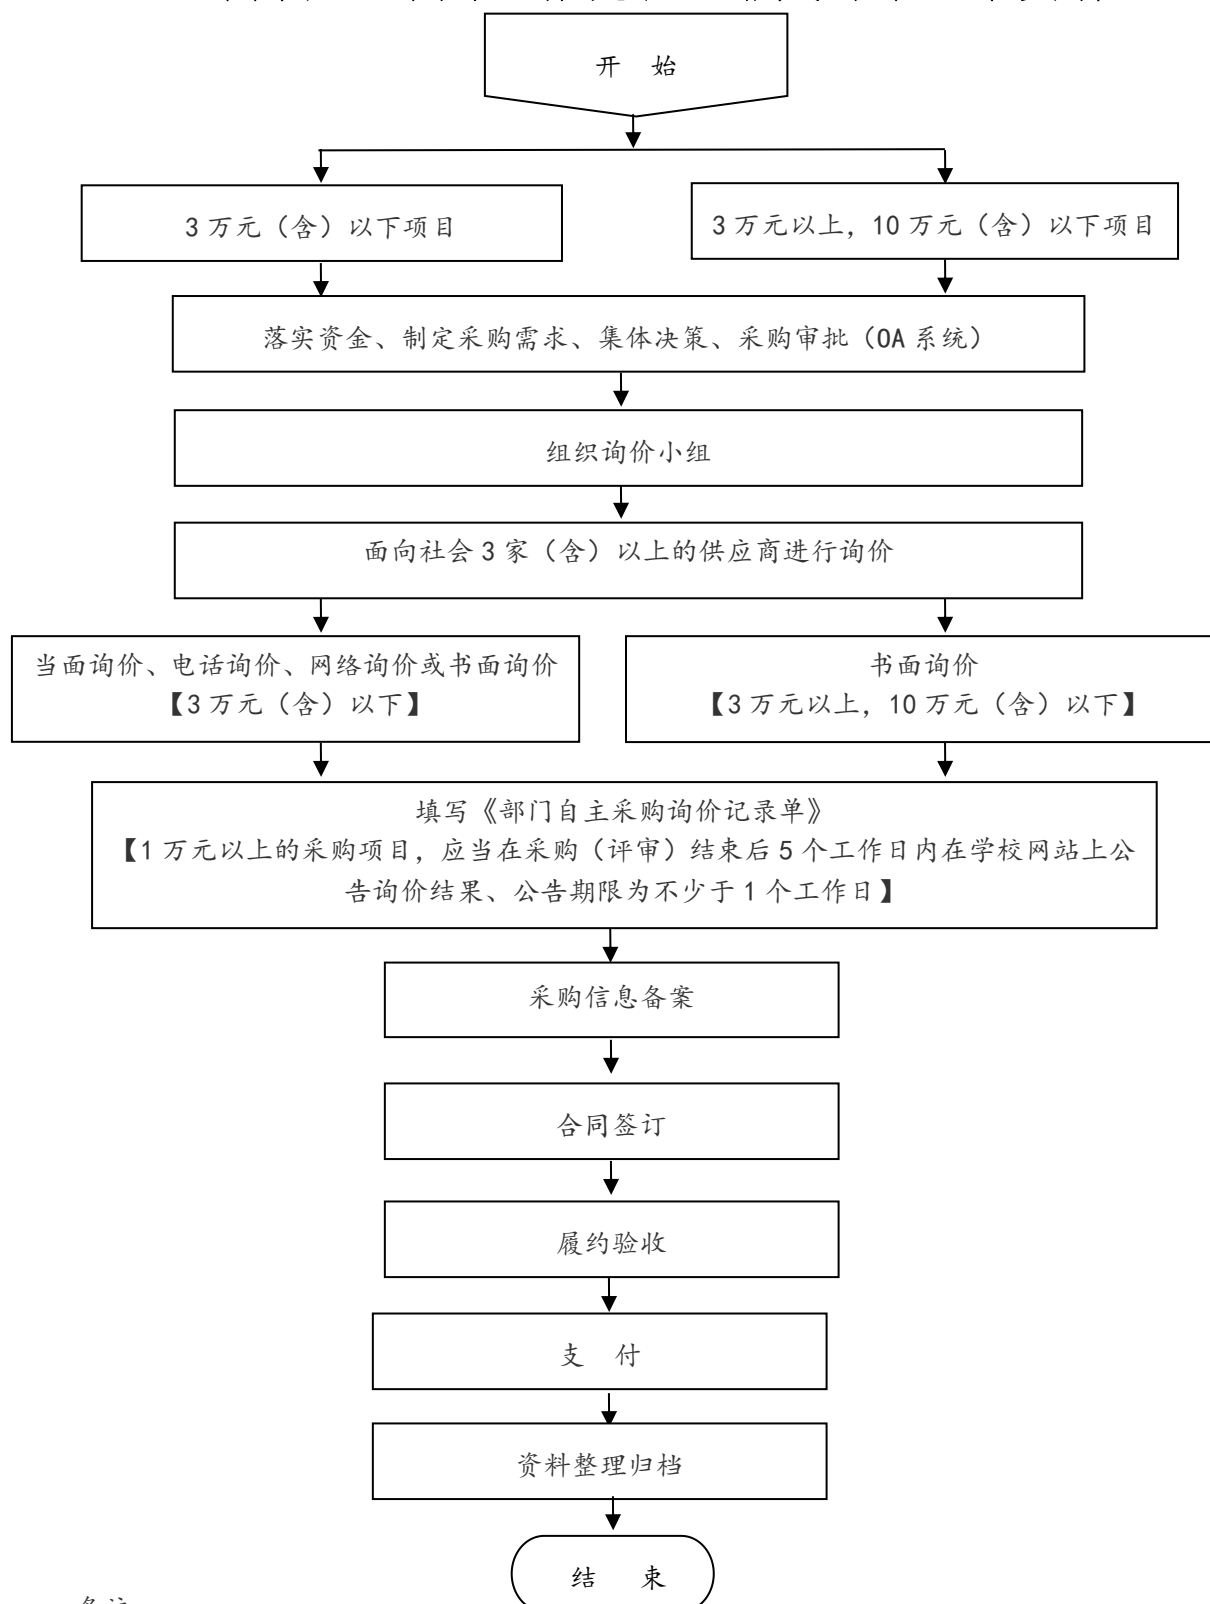 开 始
3万元（含）以下项目
3万元以上，10万元（含）以下项目
落实资金、制定采购需求、集体决策、采购审批（OA系统）
组织询价小组
面向社会3家（含）以上的供应商进行询价
当面询价、电话询价、网络询价或书面询价
【3万元（含）以下】
书面询价
【3万元以上，10万元（含）以下】
填写《部门自主采购询价记录单》
【1万元以上的采购项目，应当在采购（评审）结束后5个工作日内在学校网站上公
告询价结果、公告期限为不少于1个工作日】
采购信息备案
合同签订
履约验收
支 付
资料整理归档
结 束